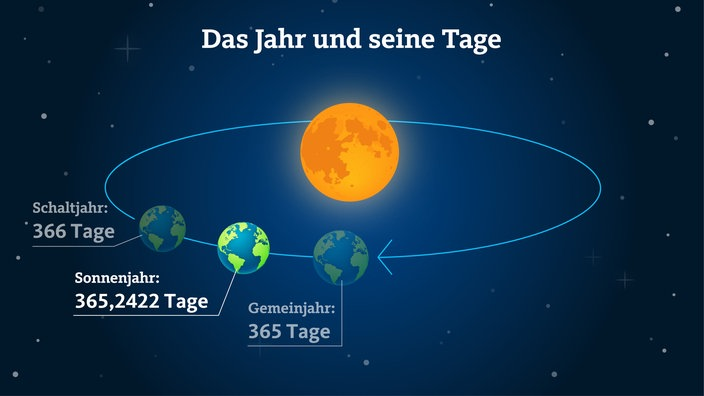 Das Jahr und seine Tage
Schaltjahr:
366 Tage
Sonnenjahr:
365,2422 Tage
Gemeinjahr:
365 Tage